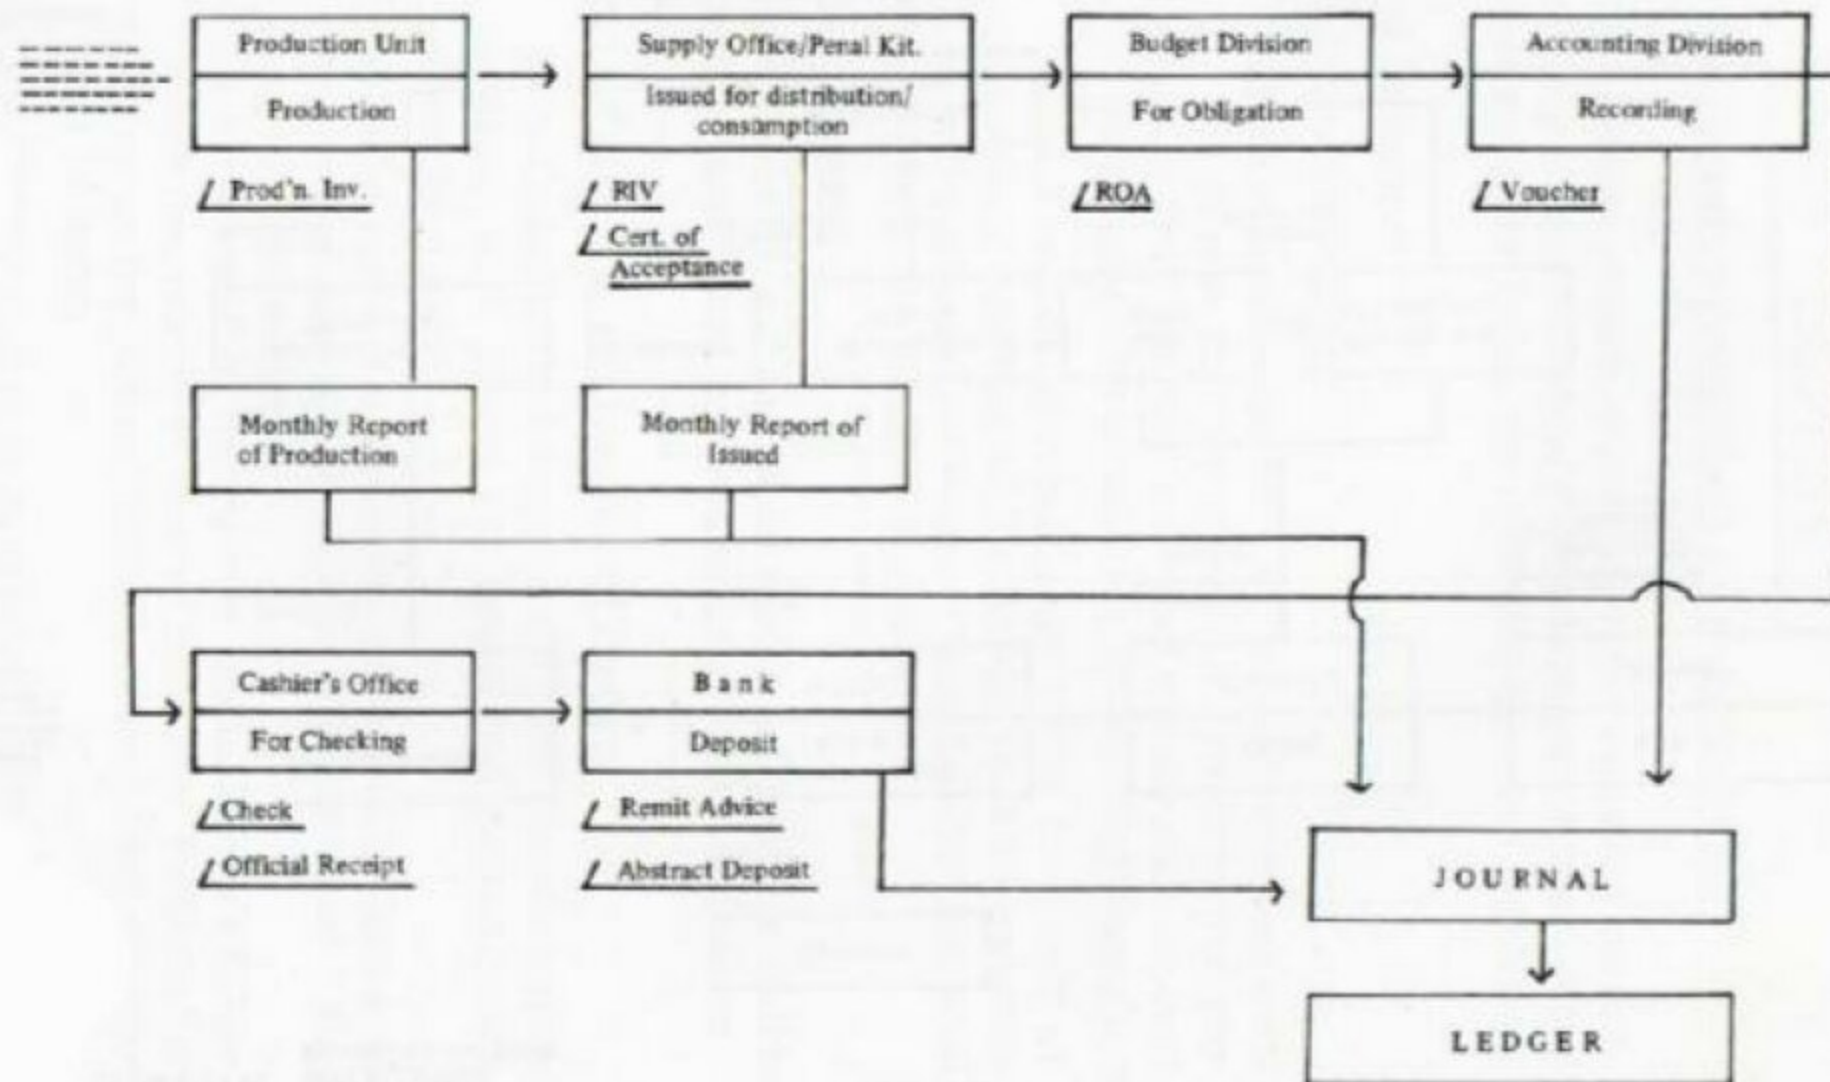 Production Unit
Production
Supply Office/Penal Kit.
Issued for distribution/
consumption
Budget Division
For Obligation
Accounting Division
Recording
Prod'n. Inv.
RIV
Cert. of
Acceptance
ROA
Voucher
Monthly Report
of Production
Monthly Report of
Issued
Cashier's Office
For Checking
Bank
Deposit
Check
Official Receipt
Remit Advice
Abstract Deposit
JOURNAL
LEDGER